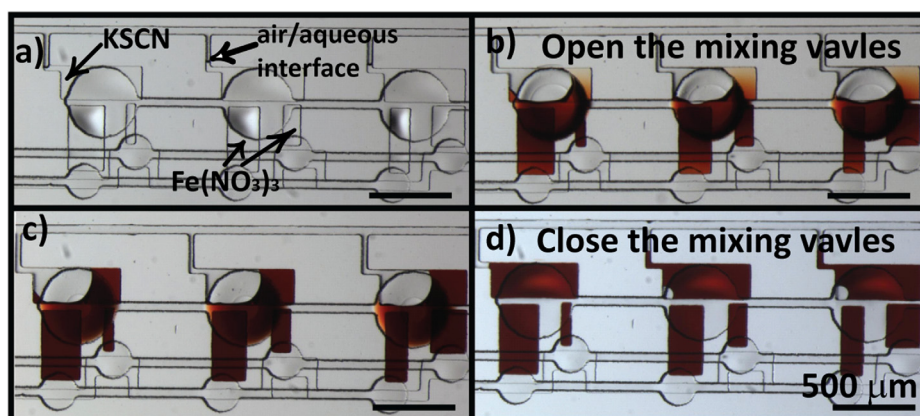 a)
KSCN
air/aqueous
interface
Fe(NO₃)₃
b) Open the mixing vavles
c)
d) Close the mixing vavles
500 μm